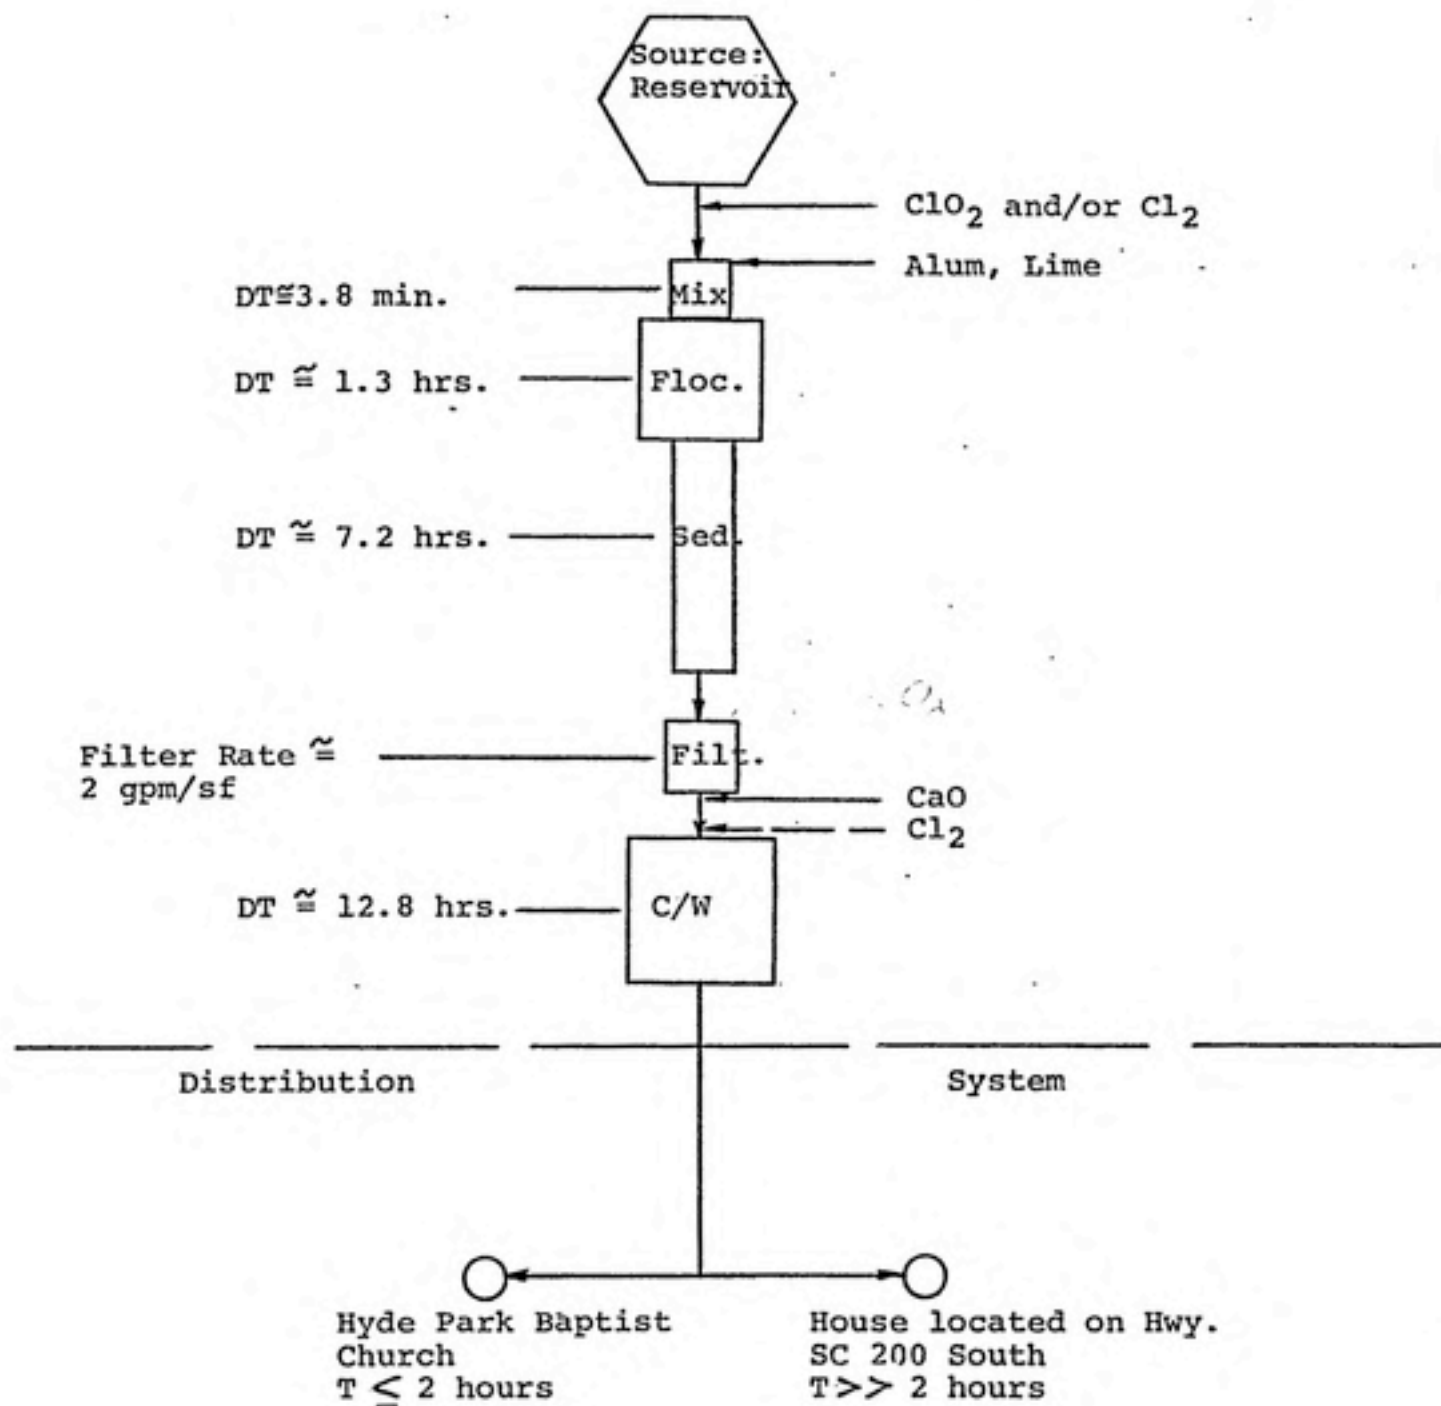 Source:
Reservoir
ClO₂ and/or Cl₂
Alum, Lime
DT≅3.8 min.
Mix
DT ≅ 1.3 hrs.
Floc.
DT ≅ 7.2 hrs.
Sed.
Filter Rate ≅
2 gpm/sf
Filt.
CaO
Cl₂
DT ≅ 12.8 hrs.
C/W
Distribution
System
Hyde Park Baptist
Church
T ≤ 2 hours
House located on Hwy.
SC 200 South
T>> 2 hours